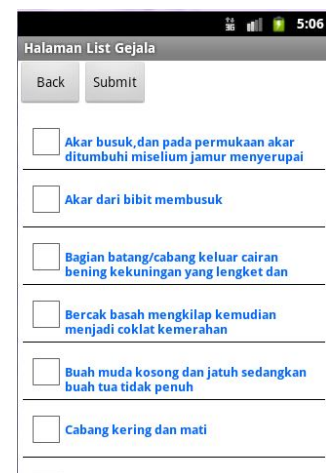 3G 5:06
Halaman List Gejala
Back Submit
Akar busuk,dan pada permukaan akar
ditumbuhi miselium jamur menyerupai
Akar dari bibit membusuk
Bagian batang/cabang keluar cairan
bening kekuningan yang lengket dan
Bercak basah mengkilap kemudian
menjadi coklat kemerahan
Buah muda kosong dan jatuh sedangkan
buah tua tidak penuh
Cabang kering dan mati